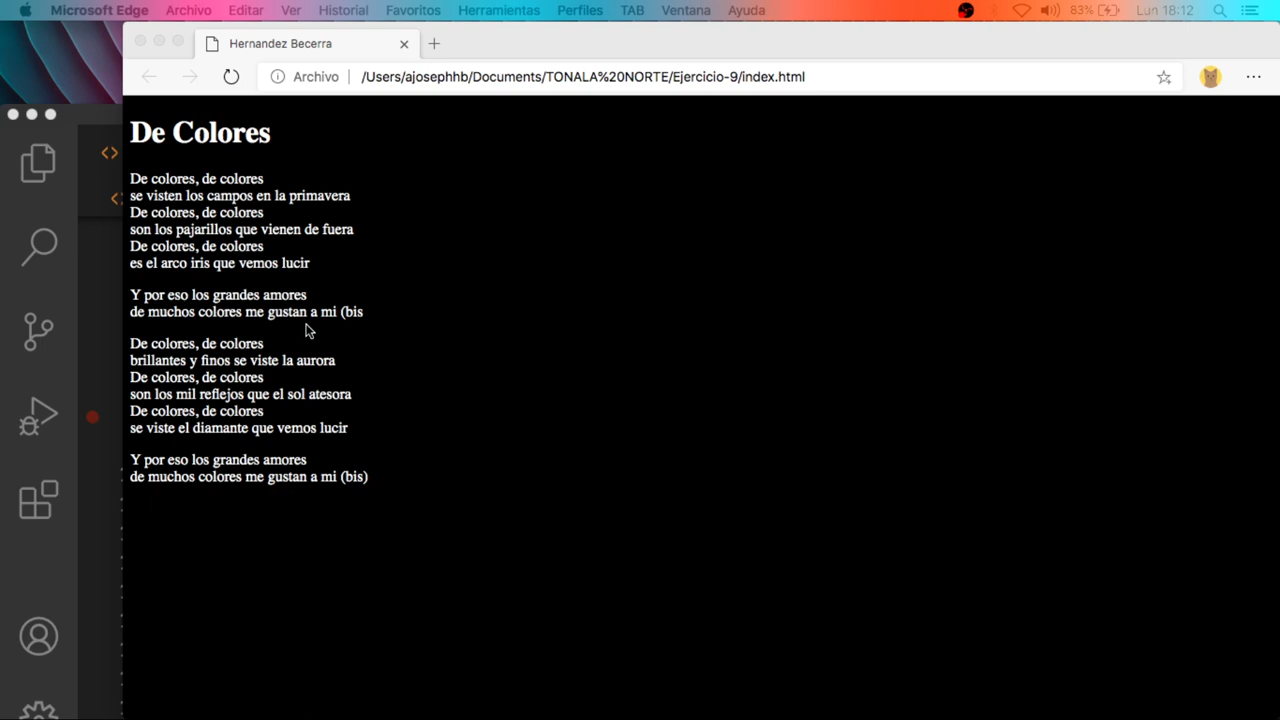 Microsoft Edge Archivo Editar Ver Historial Favoritos Herramientas Perfiles TAB Ventana Ayuda 83% Lun 18:12
Hernandez Becerra
Archivo /Users/ajosephhb/Documents/TONALA%20NORTE/Ejercicio-9/index.html
De Colores
De colores, de colores
se visten los campos en la primavera
De colores, de colores
son los pajarillos que vienen de fuera
De colores, de colores
es el arco iris que vemos lucir
Y por eso los grandes amores
de muchos colores me gustan a mi (bis
De colores, de colores
brillantes y finos se viste la aurora
De colores, de colores
son los mil reflejos que el sol atesora
De colores, de colores
se viste el diamante que vemos lucir
Y por eso los grandes amores
de muchos colores me gustan a mi (bis)